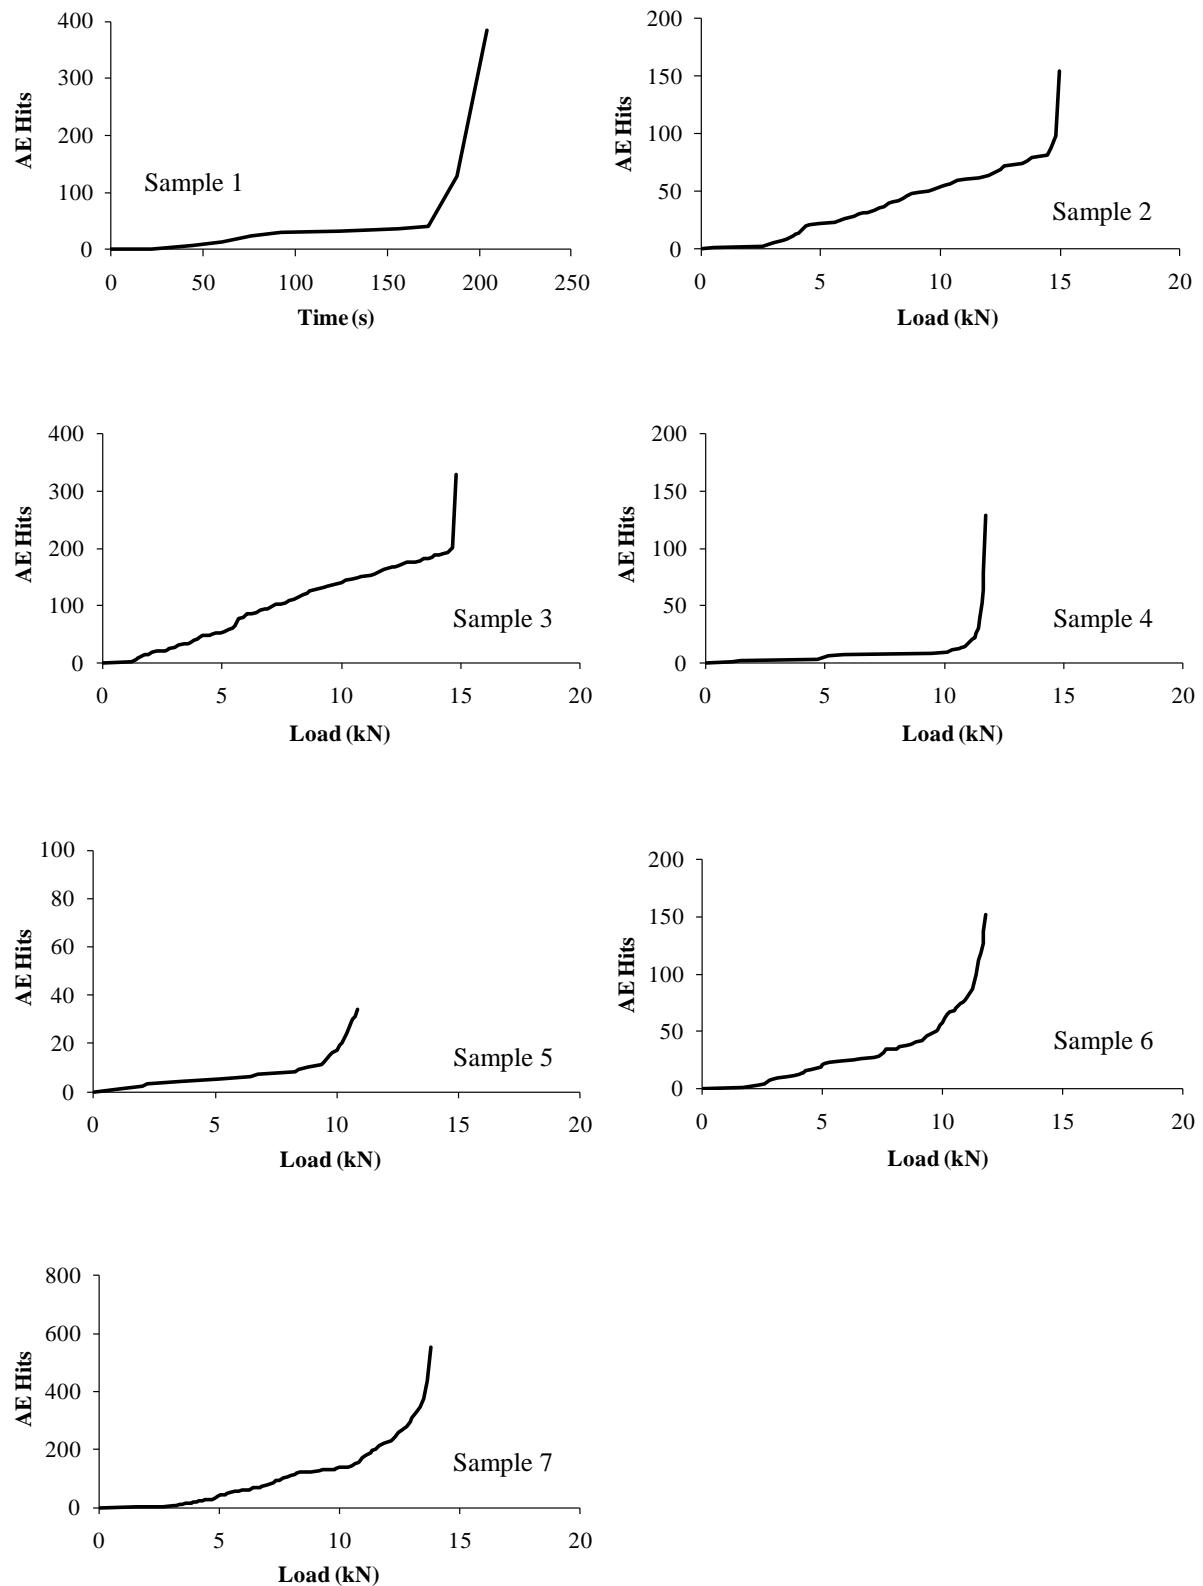 400
300
200
100
0
AE Hits
Sample 1
0 50 100 150 200 250
Time (s)
200
150
100
50
0
AE Hits
Sample 2
0 5 10 15 20
Load (kN)
400
300
200
100
0
AE Hits
Sample 3
0 5 10 15 20
Load (kN)
200
150
100
50
0
AE Hits
Sample 4
0 5 10 15 20
Load (kN)
100
80
60
40
20
0
AE Hits
Sample 5
0 5 10 15 20
Load (kN)
200
150
100
50
0
AE Hits
Sample 6
0 5 10 15 20
Load (kN)
800
600
400
200
0
AE Hits
Sample 7
0 5 10 15 20
Load (kN)